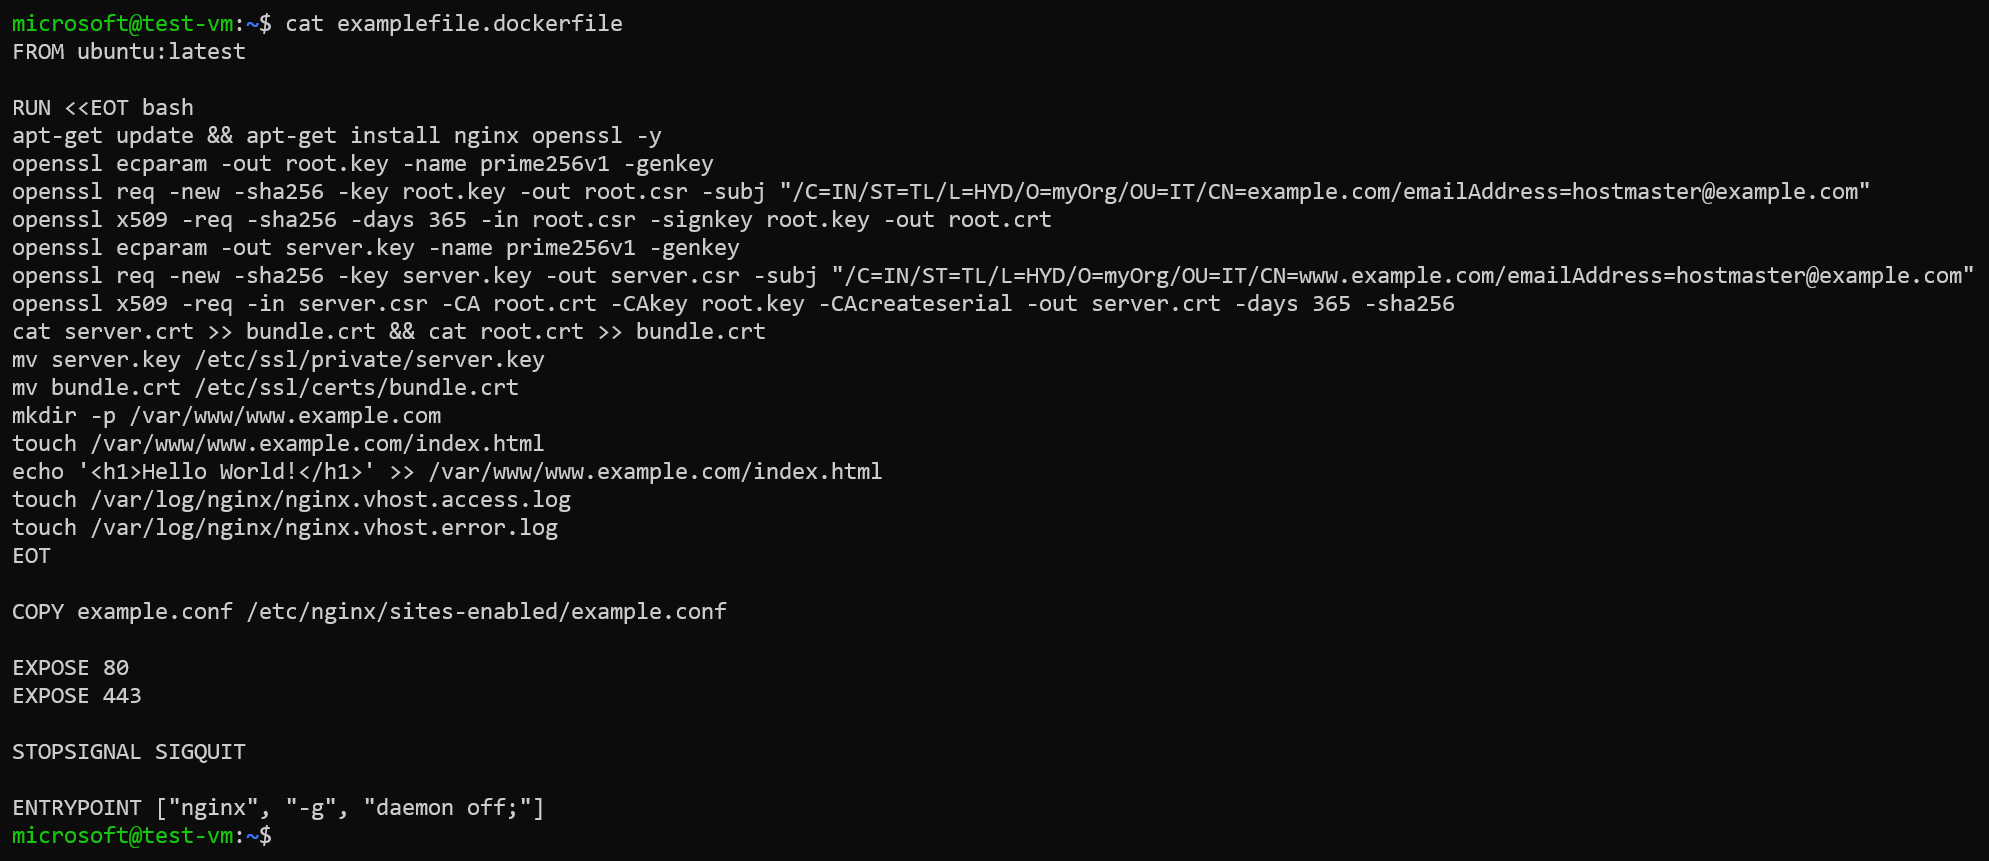 microsoft@test-vm:~$ cat examplefile.dockerfile
FROM ubuntu:latest
RUN <<EOT bash
apt-get update && apt-get install nginx openssl -y
openssl ecparam -out root.key -name prime256v1 -genkey
openssl req -new -sha256 -key root.key -out root.csr -subj "/C=IN/ST=TL/L=HYD/O=myOrg/OU=IT/CN=example.com/emailAddress=hostmaster@example.com"
openssl x509 -req -sha256 -days 365 -in root.csr -signkey root.key -out root.crt
openssl ecparam -out server.key -name prime256v1 -genkey
openssl req -new -sha256 -key server.key -out server.csr -subj "/C=IN/ST=TL/L=HYD/O=myOrg/OU=IT/CN=www.example.com/emailAddress=hostmaster@example.com"
openssl x509 -req -in server.csr -CA root.crt -CAkey root.key -CAcreateserial -out server.crt -days 365 -sha256
cat server.crt >> bundle.crt && cat root.crt >> bundle.crt
mv server.key /etc/ssl/private/server.key
mv bundle.crt /etc/ssl/certs/bundle.crt
mkdir -p /var/www/www.example.com
touch /var/www/www.example.com/index.html
echo '<h1>Hello World!</h1>' >> /var/www/www.example.com/index.html
touch /var/log/nginx/nginx.vhost.access.log
touch /var/log/nginx/nginx.vhost.error.log
EOT
COPY example.conf /etc/nginx/sites-enabled/example.conf
EXPOSE 80
EXPOSE 443
STOPSIGNAL SIGQUIT
ENTRYPOINT ["nginx", "-g", "daemon off;"]
microsoft@test-vm:~$